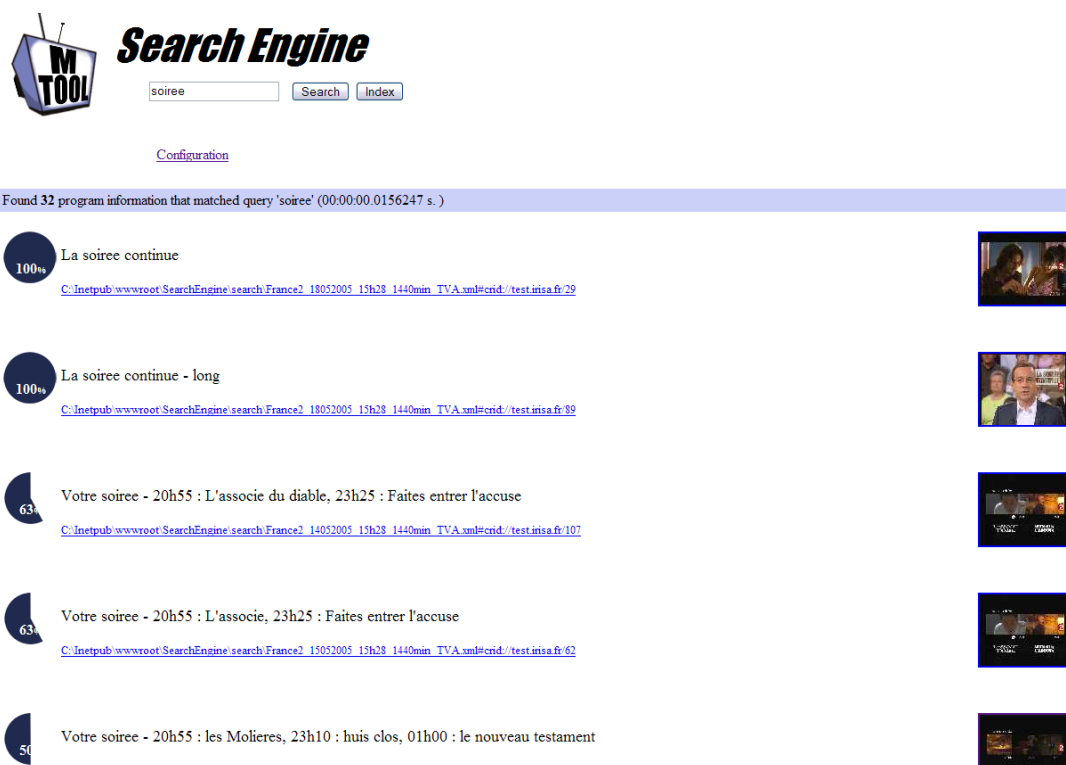 M
TOOL
Search Engine
soiree
Search Index
Configuration
Found 32 program information that matched query 'soiree' (00:00:00.0156247 s. )
100%
La soiree continue
C:\Inetpub\wwwroot\SearchEngine\search\France2_18052005_15h28_1440min_TVA.xml#crid://test.irisa.fr/29
100%
La soiree continue - long
C:\Inetpub\wwwroot\SearchEngine\search\France2_18052005_15h28_1440min_TVA.xml#crid://test.irisa.fr/89
63%
Votre soiree - 20h55 : L'associe du diable, 23h25 : Faites entrer l'accuse
C:\Inetpub\wwwroot\SearchEngine\search\France2_14052005_15h28_1440min_TVA.xml#crid://test.irisa.fr/107
63%
Votre soiree - 20h55 : L'associe, 23h25 : Faites entrer l'accuse
C:\Inetpub\wwwroot\SearchEngine\search\France2_15052005_15h28_1440min_TVA.xml#crid://test.irisa.fr/62
50
Votre soiree - 20h55 : les Molieres, 23h10 : huis clos, 01h00 : le nouveau testament